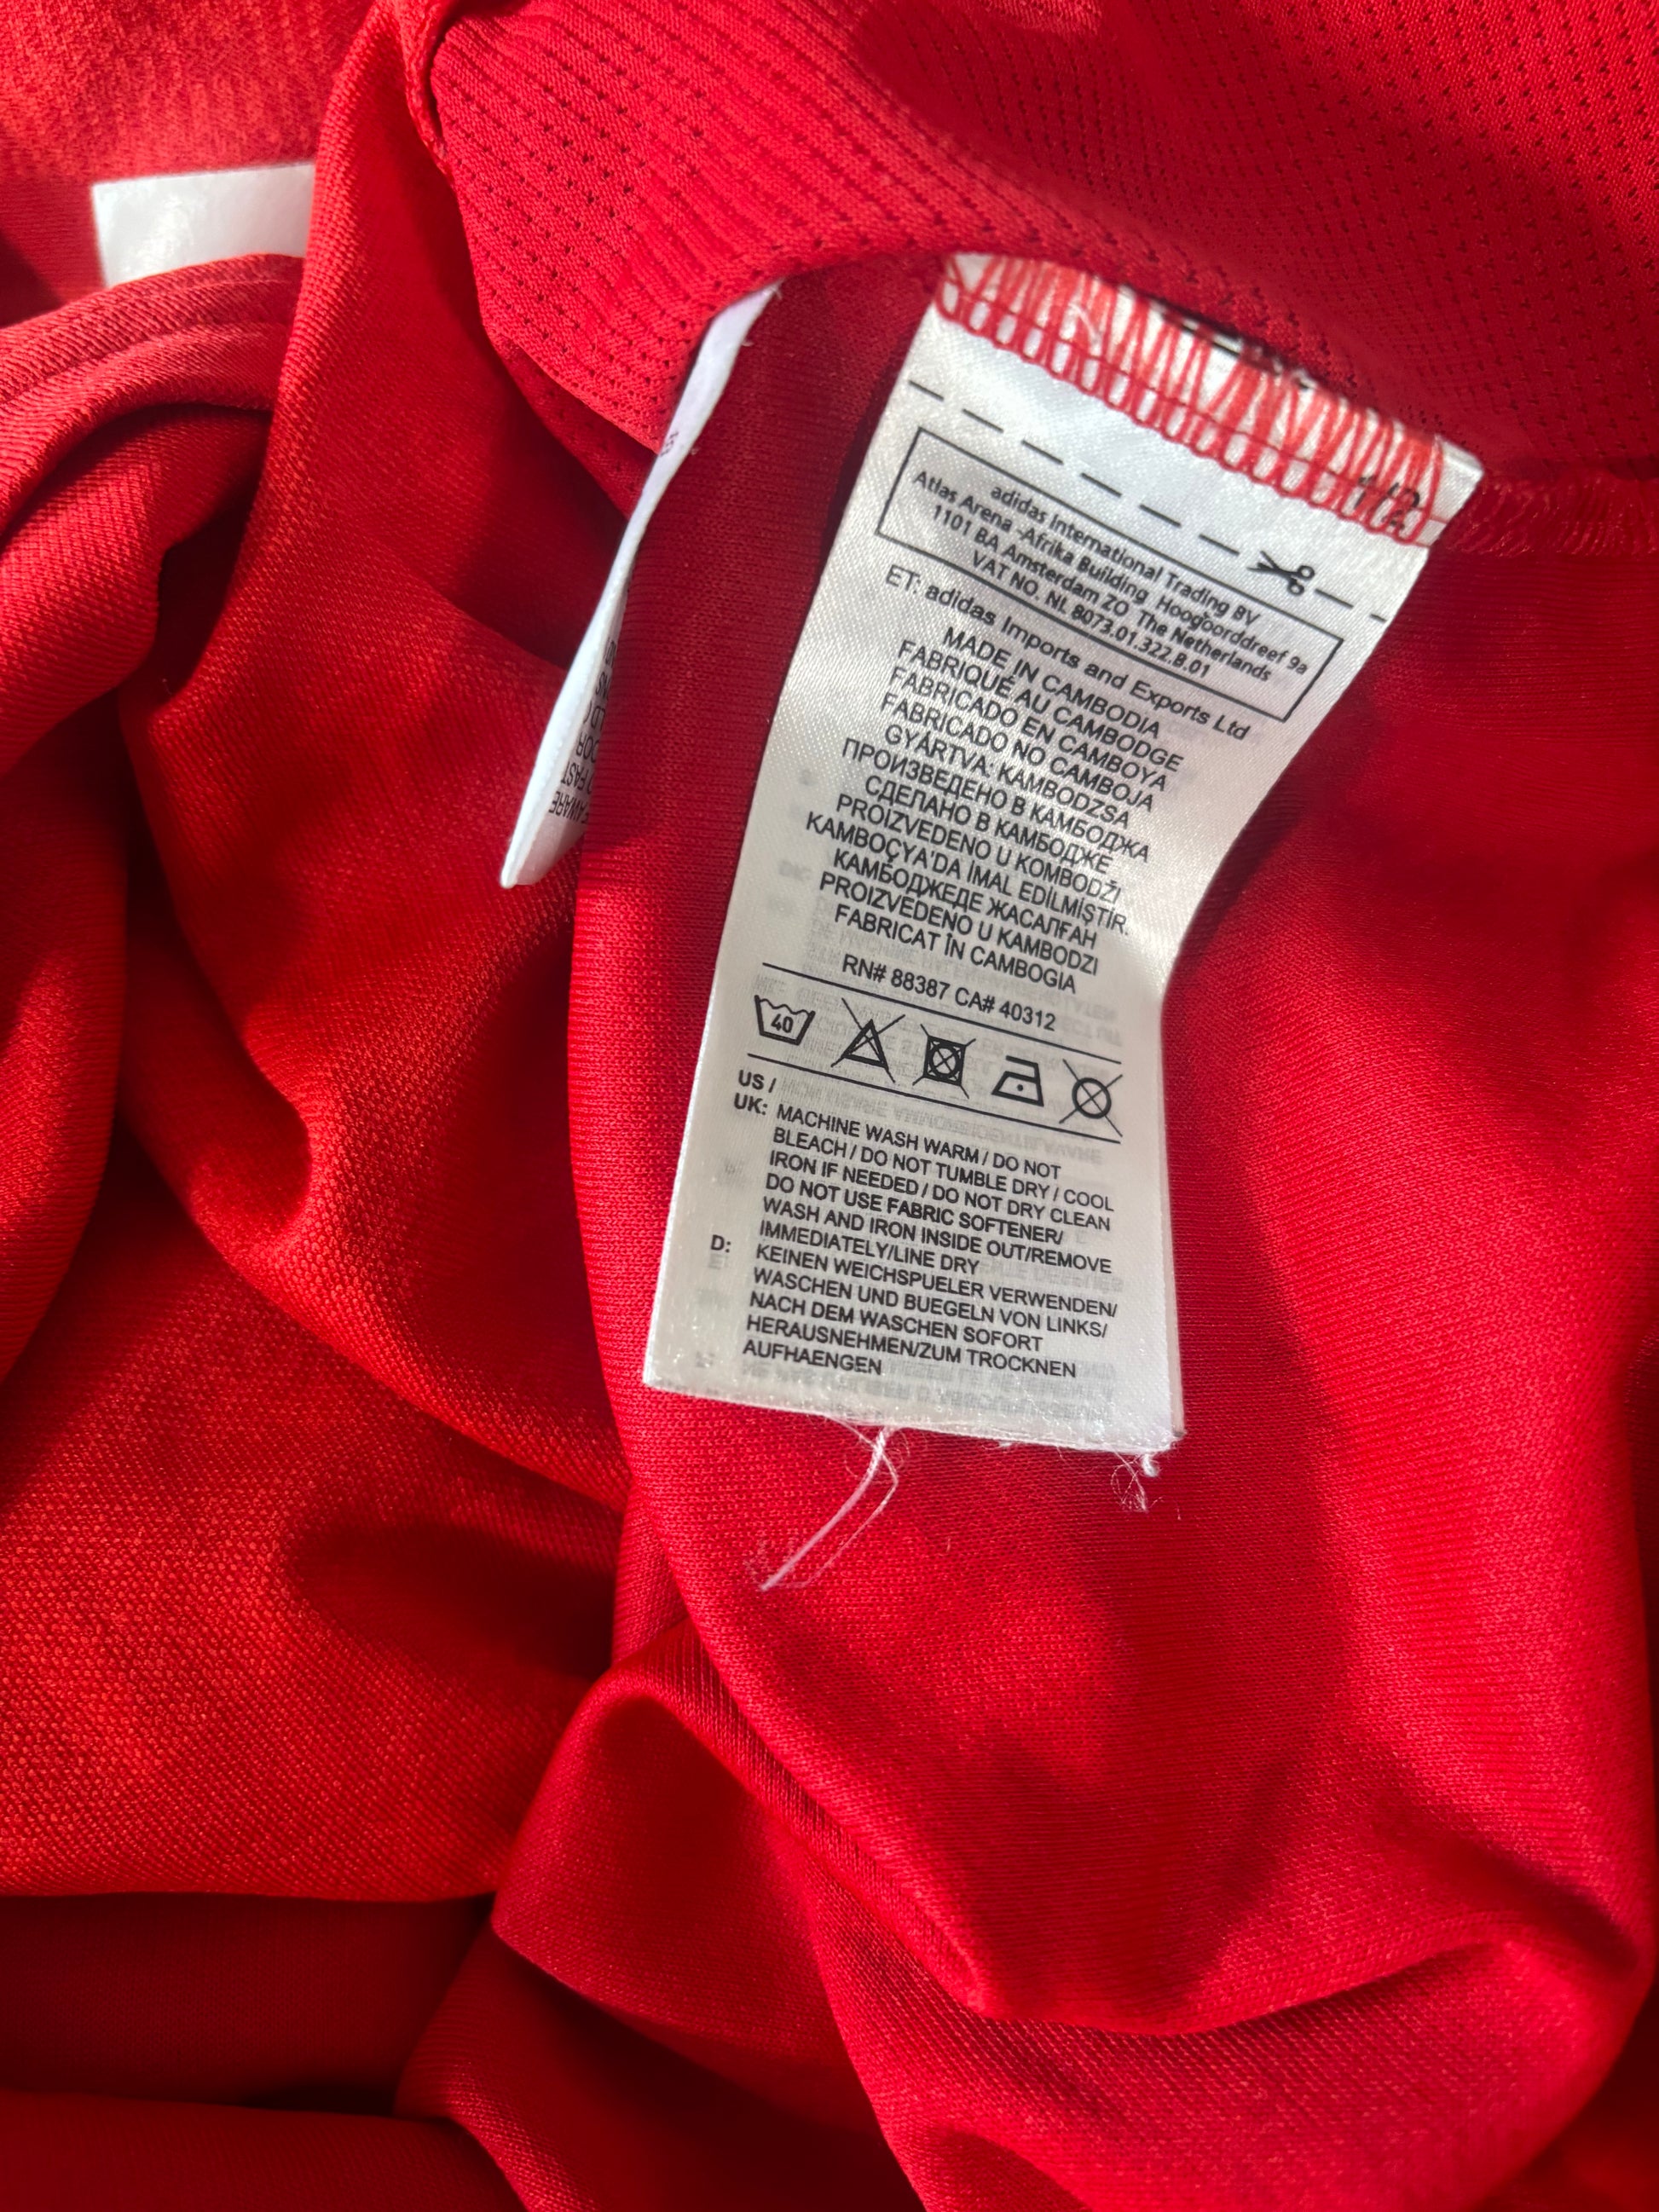 1/2
adidas International Trading BV
Atlas Arena -Afrika Building Hoogoorddreef 9a
1101 BA Amsterdam ZO The Netherlands
VAT NO. NL 8073.01.322.B.01
ET: adidas Imports and Exports Ltd
MADE IN CAMBODIA
FABRIQUÉ AU CAMBODGE
FABRICADO EN CAMBOYA
FABRICADO NO CAMBOJA
GYÁRTVA: KAMBODZSA
ПРОИЗВЕДЕНО В КАМБОДЖА
СДЕЛАНО В КАМБОДЖЕ
PROIZVEDENO U KOMBODŽI
KAMBOÇYA'DA İMAL EDİLMİŞTİR.
КАМБОДЖЕДЕ ЖАСАЛҒАН
PROIZVEDENO U KAMBODZI
FABRICAT ÎN CAMBOGIA
RN# 88387 CA# 40312
40
US /
UK: MACHINE WASH WARM / DO NOT
BLEACH / DO NOT TUMBLE DRY / COOL
IRON IF NEEDED / DO NOT DRY CLEAN
DO NOT USE FABRIC SOFTENER/
WASH AND IRON INSIDE OUT/REMOVE
IMMEDIATELY/LINE DRY
D: KEINEN WEICHSPUELER VERWENDEN/
WASCHEN UND BUEGELN VON LINKS/
NACH DEM WASCHEN SOFORT
HERAUSNEHMEN/ZUM TROCKNEN
AUFHAENGEN